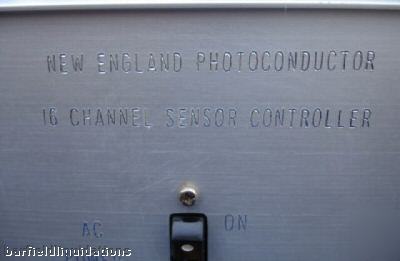 NEW ENGLAND PHOTOCONDUCTOR
16 CHANNEL SENSOR CONTROLLER
AC
ON
barfieldliquidations